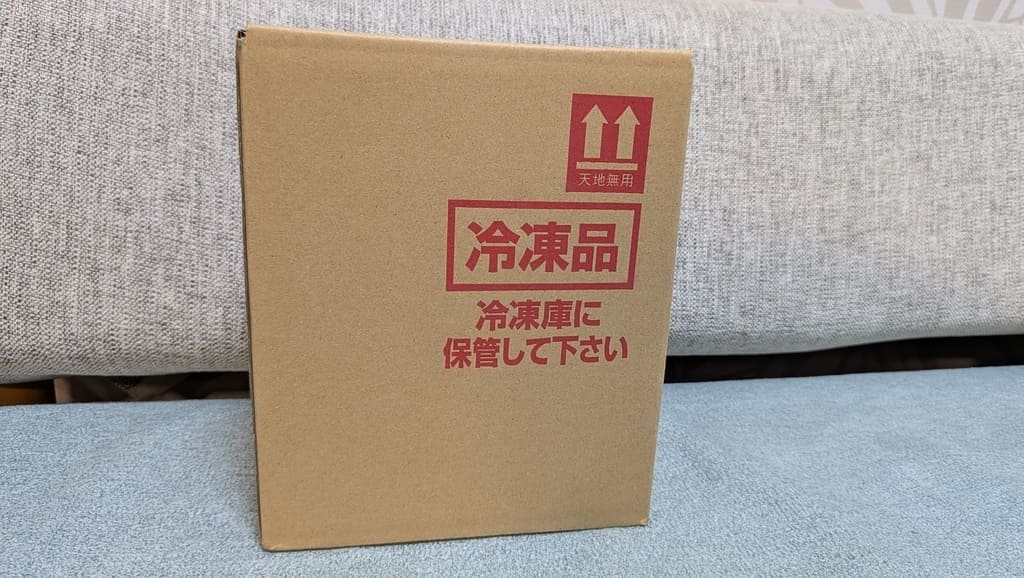 天地無用
冷凍品
冷凍庫に
保管して下さい